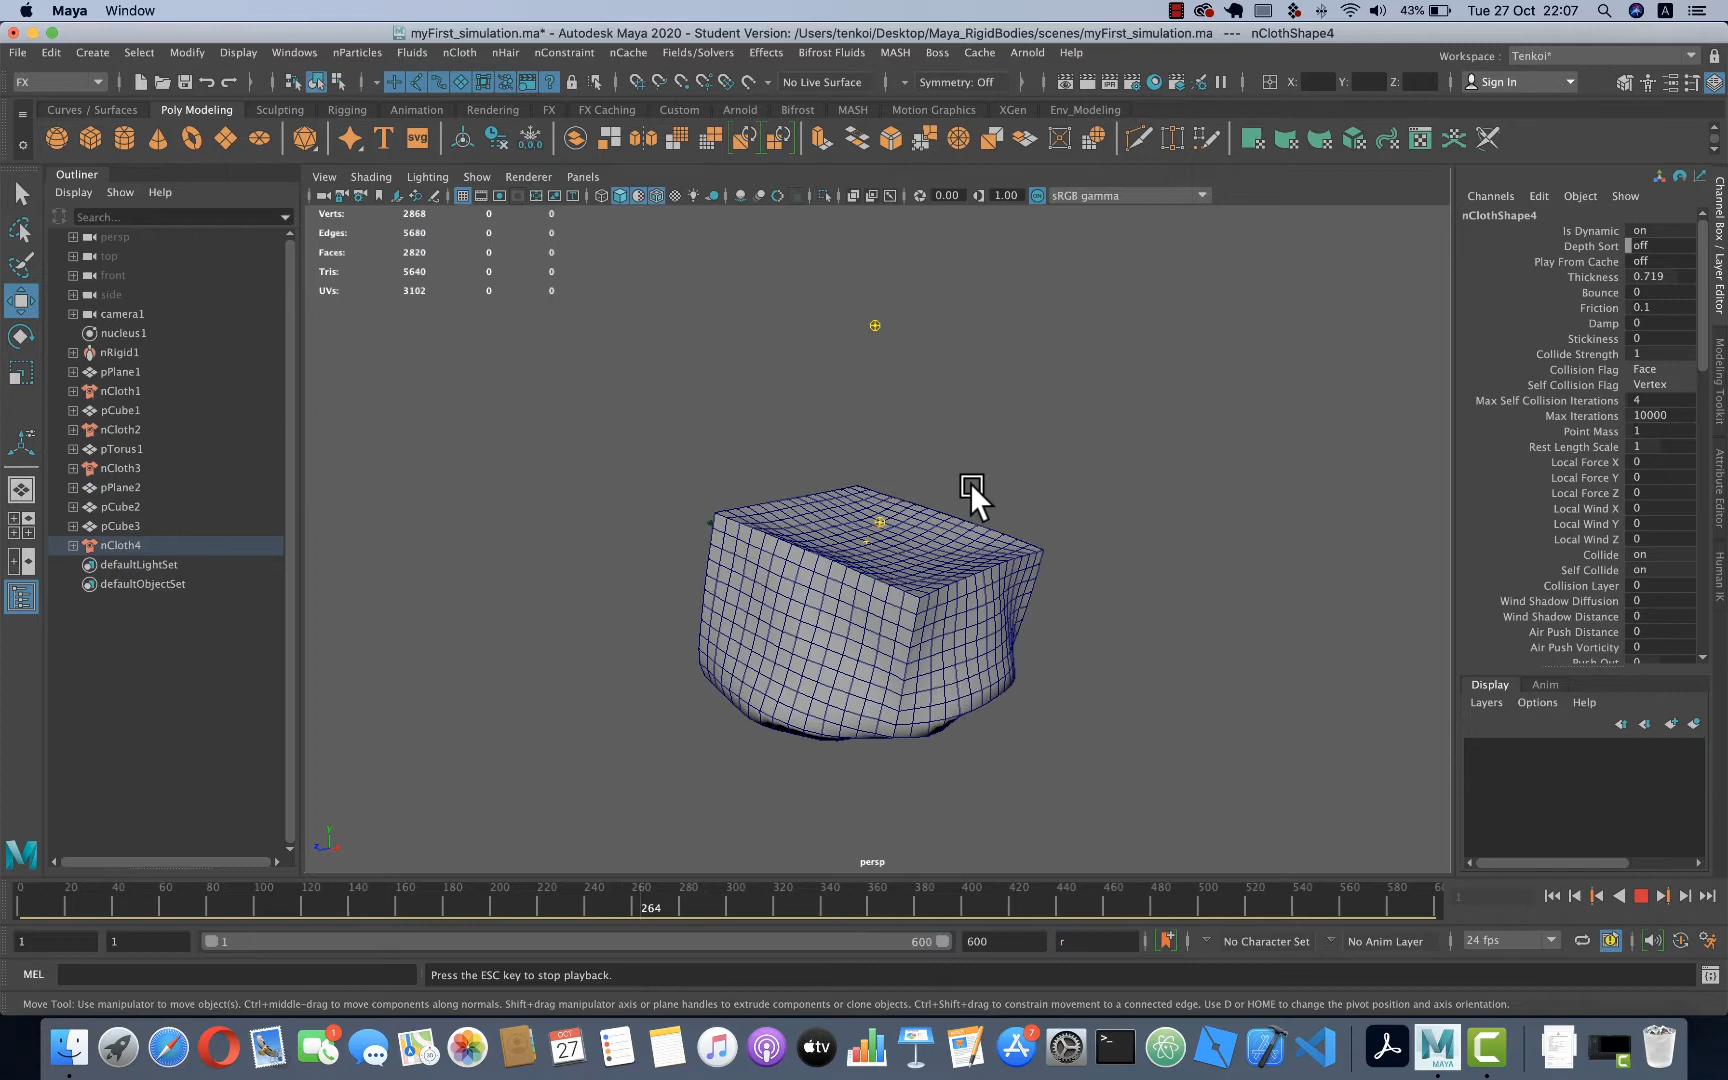 Maya Window 43% Tue 27 Oct 22:07
myFirst_simulation.ma* - Autodesk Maya 2020 - Student Version: /Users/tenkoi/Desktop/Maya_RigidBodies/scenes/myFirst_simulation.ma --- nClothShape4
File Edit Create Select Modify Display Windows nParticles Fluids nCloth nHair nConstraint nCache Fields/Solvers Effects Bifrost Fluids MASH Boss Cache Arnold Help Workspace : Tenkoi*
FX No Live Surface Symmetry: Off X: Y: Z: Sign In
Curves / Surfaces Poly Modeling Sculpting Rigging Animation Rendering FX FX Caching Custom Arnold Bifrost MASH Motion Graphics XGen Env_Modeling
T svg 0,0,0
Outliner
Display Show Help
Search...
persp
top
front
side
camera1
nucleus1
nRigid1
pPlane1
nCloth1
pCube1
nCloth2
pTorus1
nCloth3
pPlane2
pCube2
pCube3
nCloth4
defaultLightSet
defaultObjectSet
View Shading Lighting Show Renderer Panels
0.00 1.00 sRGB gamma
Verts: 2868 0 0
Edges: 5680 0 0
Faces: 2820 0 0
Tris: 5640 0 0
UVs: 3102 0 0
y
z
persp
Channels Edit Object Show
nClothShape4
Is Dynamic on
Depth Sort off
Play From Cache off
Thickness 0.719
Bounce 0
Friction 0.1
Damp 0
Stickiness 0
Collide Strength 1
Collision Flag Face
Self Collision Flag Vertex
Max Self Collision Iterations 4
Max Iterations 10000
Point Mass 1
Rest Length Scale 1
Local Force X 0
Local Force Y 0
Local Force Z 0
Local Wind X 0
Local Wind Y 0
Local Wind Z 0
Collide on
Self Collide on
Collision Layer 0
Wind Shadow Diffusion 0
Wind Shadow Distance 0
Air Push Distance 0
Air Push Vorticity 0
Push Out 0
Channel Box / Layer Editor
Modeling Toolkit
Attribute Editor
Human IK
Display Anim
Layers Options Help
0 20 40 60 80 100 120 140 160 180 200 220 240 260 280 300 320 340 360 380 400 420 440 460 480 500 520 540 560 580 60
264
1
1 1 1 600 600 r No Character Set No Anim Layer 24 fps
MEL Press the ESC key to stop playback.
Move Tool: Use manipulator to move object(s). Ctrl+middle-drag to move components along normals. Shift+drag manipulator axis or plane handles to extrude components or clone objects. Ctrl+Shift+drag to constrain movement to a connected edge. Use D or HOME to change the pivot position and axis orientation.
1 OCT 27 tv 7 MAYA C